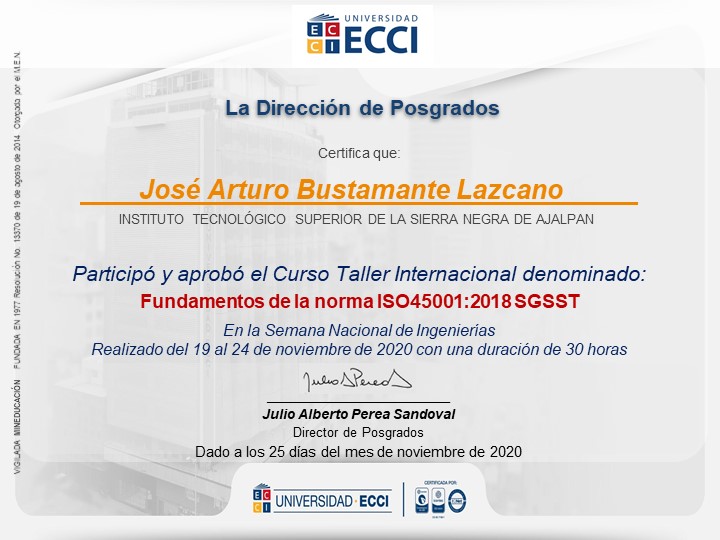 UNIVERSIDAD
ECCI
La Dirección de Posgrados
Certifica que:
José Arturo Bustamante Lazcano
INSTITUTO TECNOLÓGICO SUPERIOR DE LA SIERRA NEGRA DE AJALPAN
Participó y aprobó el Curso Taller Internacional denominado:
Fundamentos de la norma ISO45001:2018 SGSST
En la Semana Nacional de Ingenierías
Realizado del 19 al 24 de noviembre de 2020 con una duración de 30 horas
Julio Alberto Perea Sandoval
Director de Posgrados
Dado a los 25 días del mes de noviembre de 2020
ECCI UNIVERSIDAD · ECCI
CERTIFICADA POR:
VIGILADA MINEDUCACIÓN FUNDADA EN 1977 Resolución No. 13370 de 19 de agosto de 2014 Otorgada por el M.E.N.